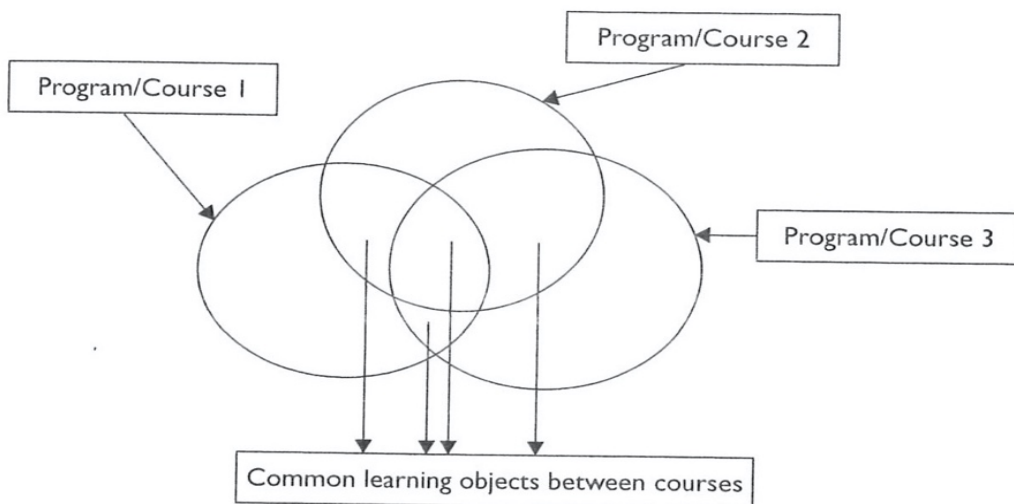 Program/Course 2
Program/Course 1
Program/Course 3
Common learning objects between courses